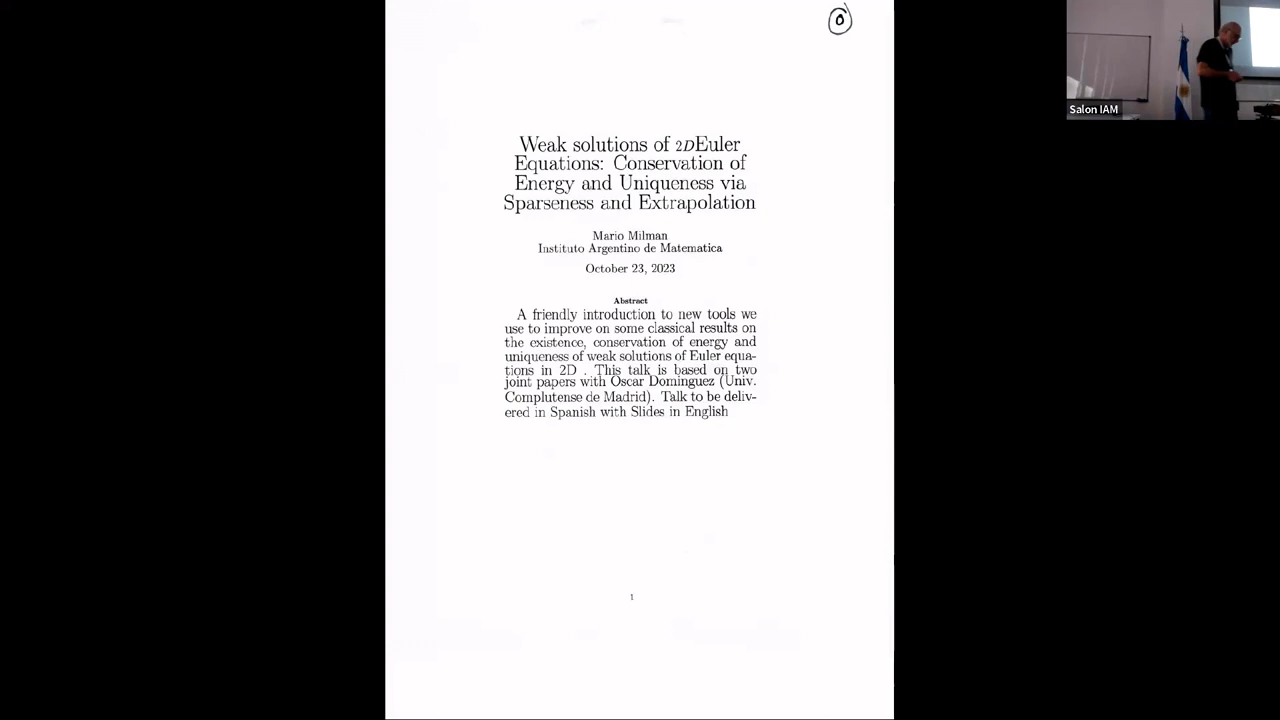 0
Weak solutions of 2DEuler
Equations: Conservation of
Energy and Uniqueness via
Sparseness and Extrapolation
Mario Milman
Instituto Argentino de Matematica
October 23, 2023
Abstract
A friendly introduction to new tools we
use to improve on some classical results on
the existence, conservation of energy and
uniqueness of weak solutions of Euler equa-
tions in 2D . This talk is based on two
joint papers with Oscar Dominguez (Univ.
Complutense de Madrid). Talk to be deliv-
ered in Spanish with Slides in English
1
Salon IAM